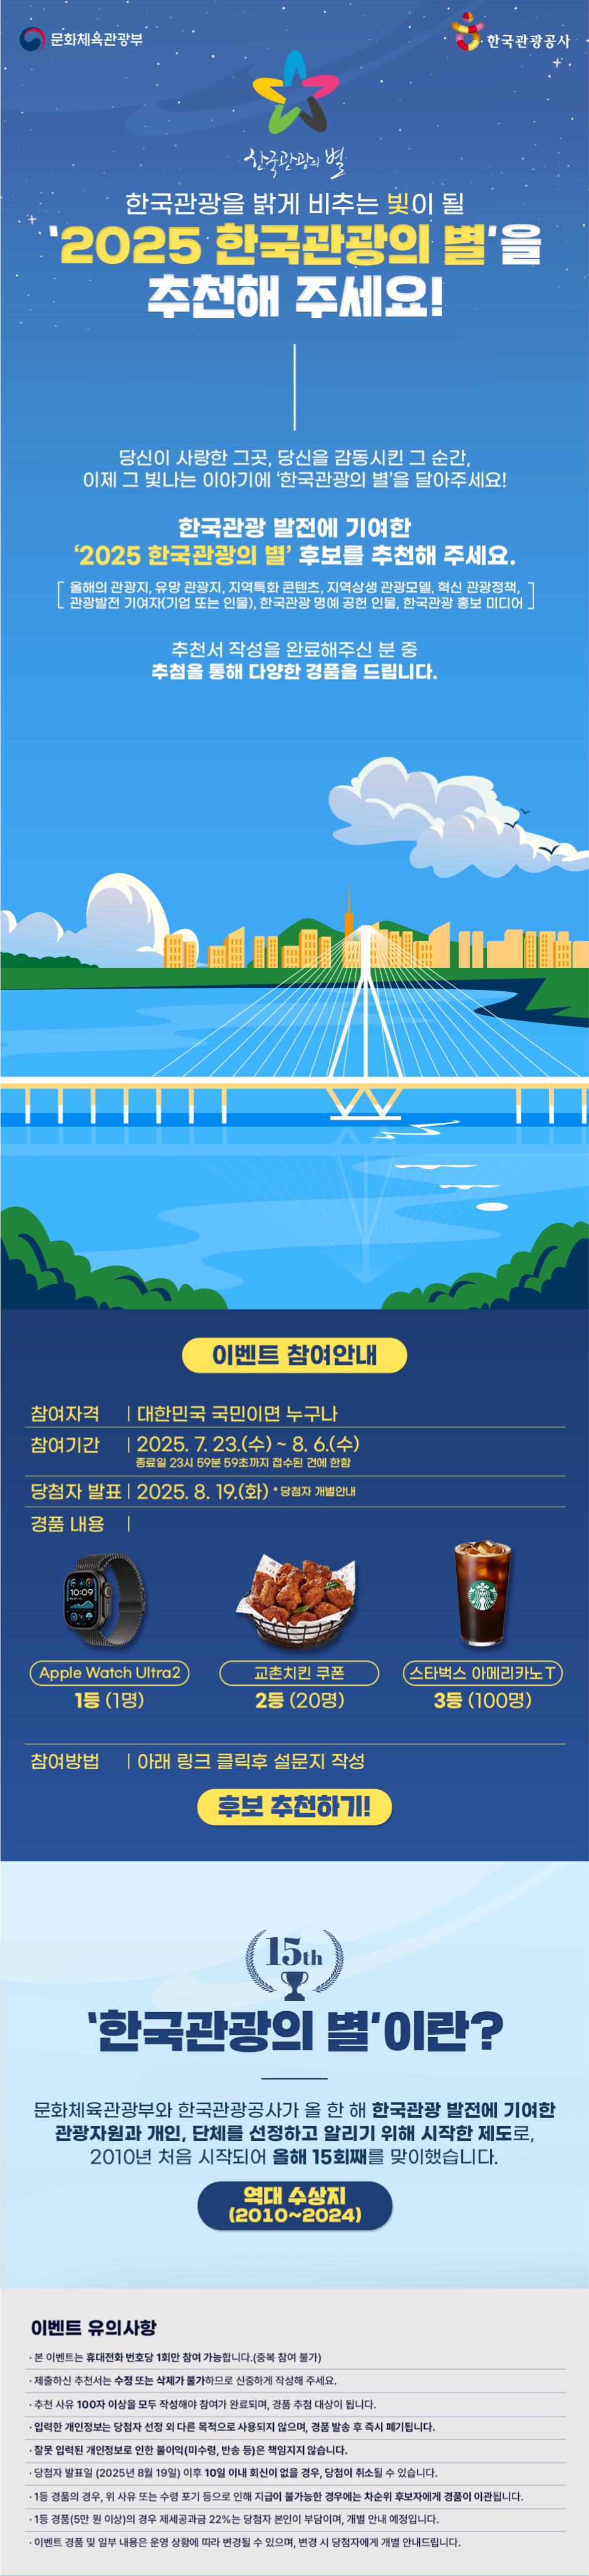 문화체육관광부
한국관광공사
한국관광의 별
한국관광을 밝게 비추는 빛이 될
‘2025 한국관광의 별’을
추천해 주세요!
당신이 사랑한 그곳, 당신을 감동시킨 그 순간,
이제 그 빛나는 이야기에 ‘한국관광의 별’을 달아주세요!
한국관광 발전에 기여한
‘2025 한국관광의 별’ 후보를 추천해 주세요.
[ 올해의 관광지, 유망 관광지, 지역특화 콘텐츠, 지역상생 관광모델, 혁신 관광정책,
관광발전 기여자(기업 또는 인물), 한국관광 명예 공헌 인물, 한국관광 홍보 미디어 ]
추천서 작성을 완료해주신 분 중
추첨을 통해 다양한 경품을 드립니다.
이벤트 참여안내
참여자격 | 대한민국 국민이면 누구나
참여기간 | 2025. 7. 23.(수) ~ 8. 6.(수)
종료일 23시 59분 59초까지 접수된 건에 한함
당첨자 발표 | 2025. 8. 19.(화) * 당첨자 개별안내
경품 내용 |
10:09
Apple Watch Ultra2 교촌치킨 쿠폰 스타벅스 아메리카노 T
1등 (1명) 2등 (20명) 3등 (100명)
참여방법 | 아래 링크 클릭후 설문지 작성
후보 추천하기!
15th
‘한국관광의 별’이란?
문화체육관광부와 한국관광공사가 올 한 해 한국관광 발전에 기여한
관광자원과 개인, 단체를 선정하고 알리기 위해 시작한 제도로,
2010년 처음 시작되어 올해 15회째를 맞이했습니다.
역대 수상지
(2010~2024)
이벤트 유의사항
· 본 이벤트는 휴대전화 번호당 1회만 참여 가능합니다.(중복 참여 불가)
· 제출하신 추천서는 수정 또는 삭제가 불가하므로 신중하게 작성해 주세요.
· 추천 사유 100자 이상을 모두 작성해야 참여가 완료되며, 경품 추첨 대상이 됩니다.
· 입력한 개인정보는 당첨자 선정 외 다른 목적으로 사용되지 않으며, 경품 발송 후 즉시 폐기됩니다.
· 잘못 입력된 개인정보로 인한 불이익(미수령, 반송 등)은 책임지지 않습니다.
· 당첨자 발표일 (2025년 8월 19일) 이후 10일 이내 회신이 없을 경우, 당첨이 취소될 수 있습니다.
· 1등 경품의 경우, 위 사유 또는 수령 포기 등으로 인해 지급이 불가능한 경우에는 차순위 후보자에게 경품이 이관됩니다.
· 1등 경품(5만 원 이상)의 경우 제세공과금 22%는 당첨자 본인이 부담이며, 개별 안내 예정입니다.
· 이벤트 경품 및 일부 내용은 운영 상황에 따라 변경될 수 있으며, 변경 시 당첨자에게 개별 안내드립니다.